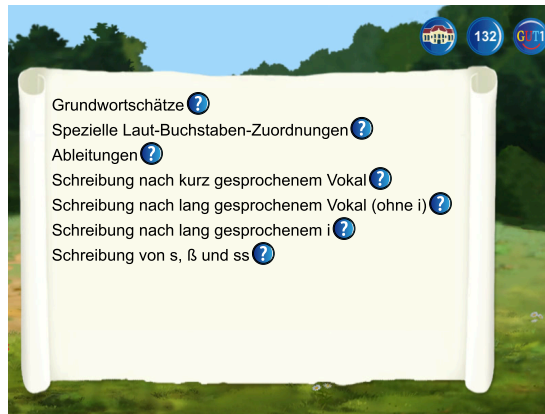 132
GUT1
Grundwortschätze ?
Spezielle Laut-Buchstaben-Zuordnungen ?
Ableitungen ?
Schreibung nach kurz gesprochenem Vokal ?
Schreibung nach lang gesprochenem Vokal (ohne i) ?
Schreibung nach lang gesprochenem i ?
Schreibung von s, ß und ss ?